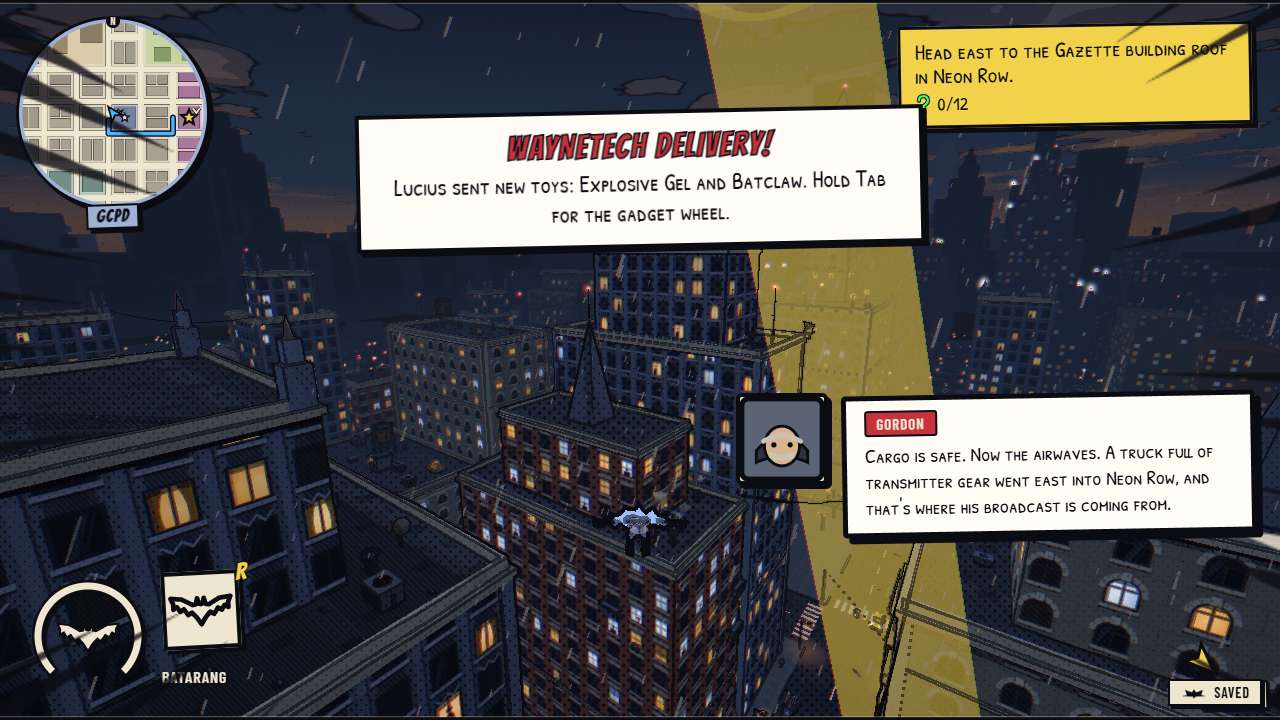 N
HEAD EAST TO THE GAZETTE BUILDING ROOF
IN NEON ROW.
? 0/12
WAYNETECH DELIVERY!
LUCIUS SENT NEW TOYS: EXPLOSIVE GEL AND BATCLAW. HOLD TAB
FOR THE GADGET WHEEL.
GCPD
GORDON
CARGO IS SAFE. NOW THE AIRWAVES. A TRUCK FULL OF
TRANSMITTER GEAR WENT EAST INTO NEON ROW, AND
THAT'S WHERE HIS BROADCAST IS COMING FROM.
R
BATARANG
SAVED